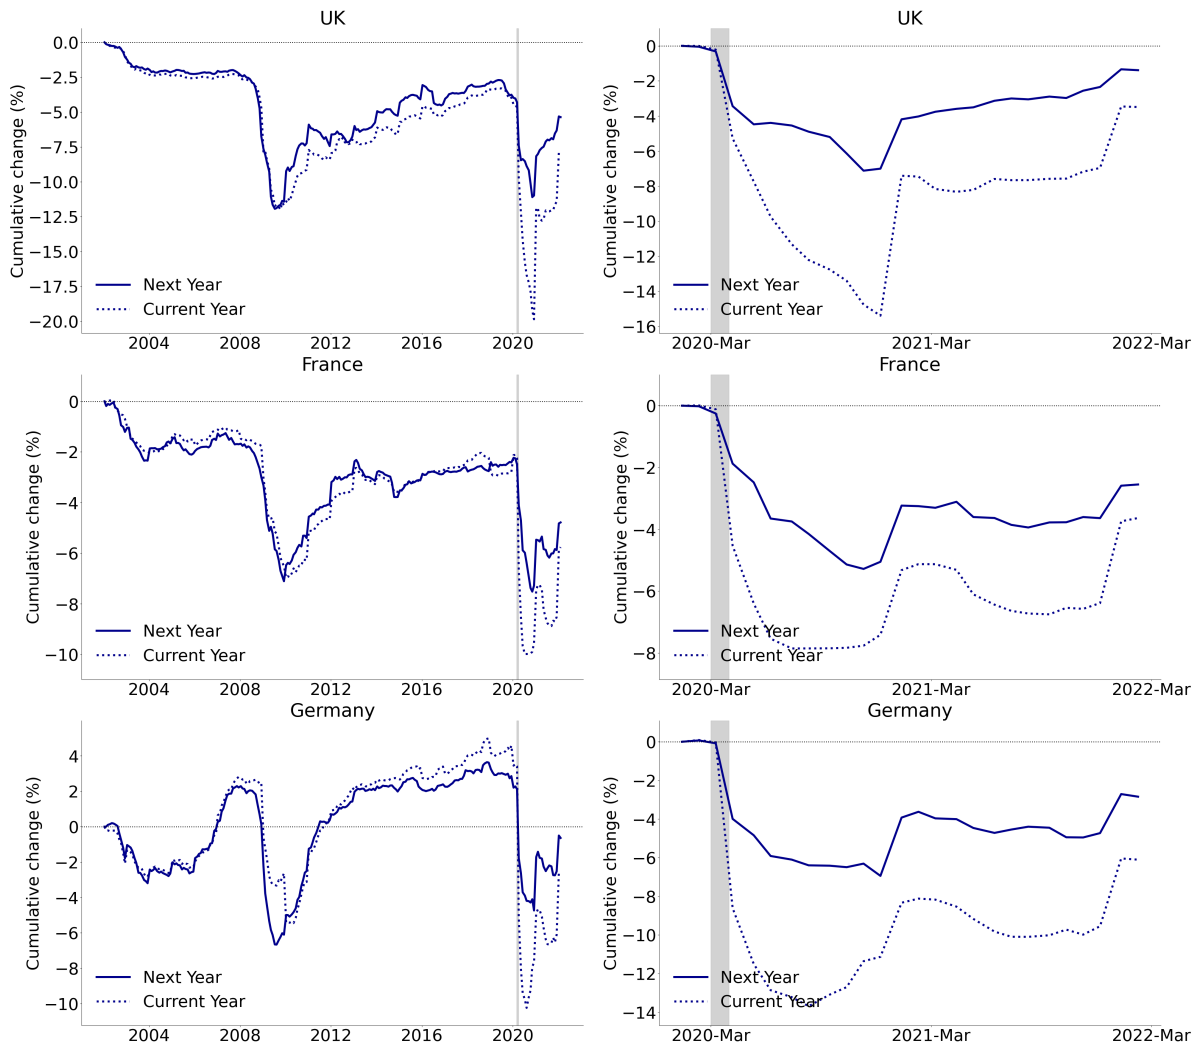 UK
Cumulative change (%)
0.0
−2.5
−5.0
−7.5
−10.0
−12.5
−15.0
−17.5
−20.0
Next Year
Current Year
2004
2008
2012
2016
2020
UK
Cumulative change (%)
0
−2
−4
−6
−8
−10
−12
−14
−16
Next Year
Current Year
2020-Mar
2021-Mar
2022-Mar
France
Cumulative change (%)
0
−2
−4
−6
−8
−10
Next Year
Current Year
2004
2008
2012
2016
2020
France
Cumulative change (%)
0
−2
−4
−6
−8
Next Year
Current Year
2020-Mar
2021-Mar
2022-Mar
Germany
Cumulative change (%)
4
2
0
−2
−4
−6
−8
−10
Next Year
Current Year
2004
2008
2012
2016
2020
Germany
Cumulative change (%)
0
−2
−4
−6
−8
−10
−12
−14
Next Year
Current Year
2020-Mar
2021-Mar
2022-Mar